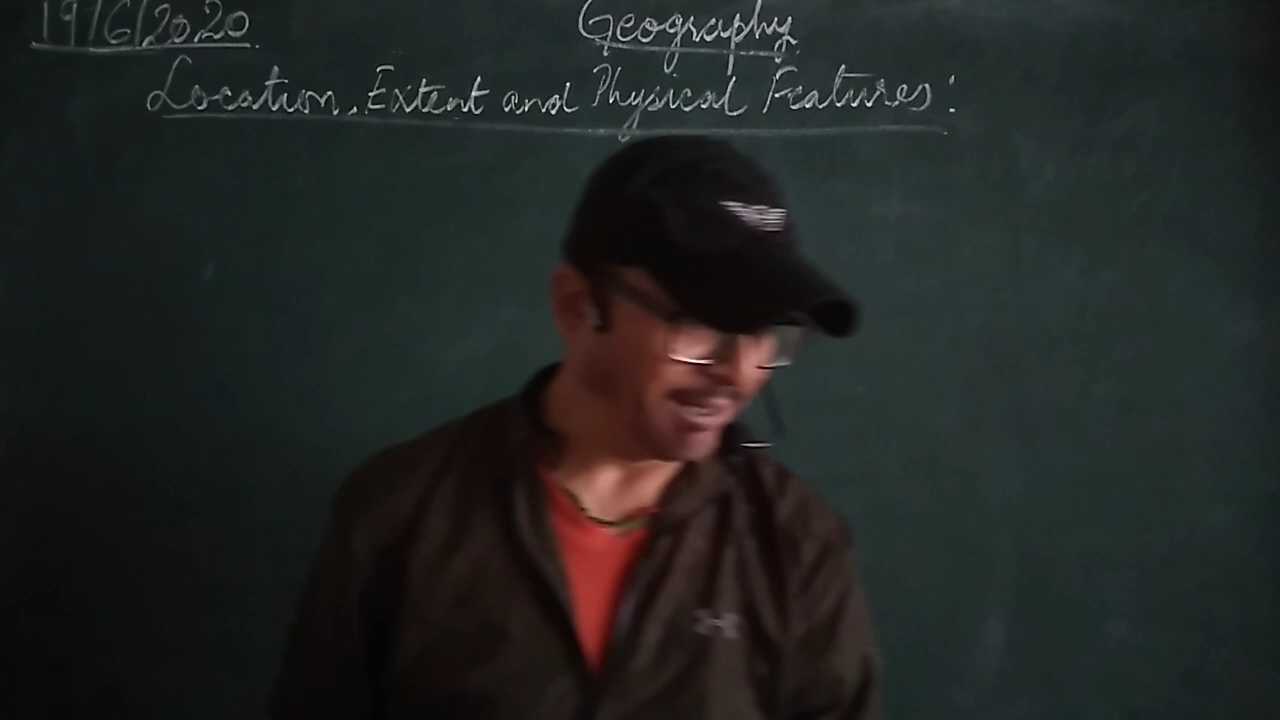 19/6/2020 Geography
Location, Extent and Physical Features: